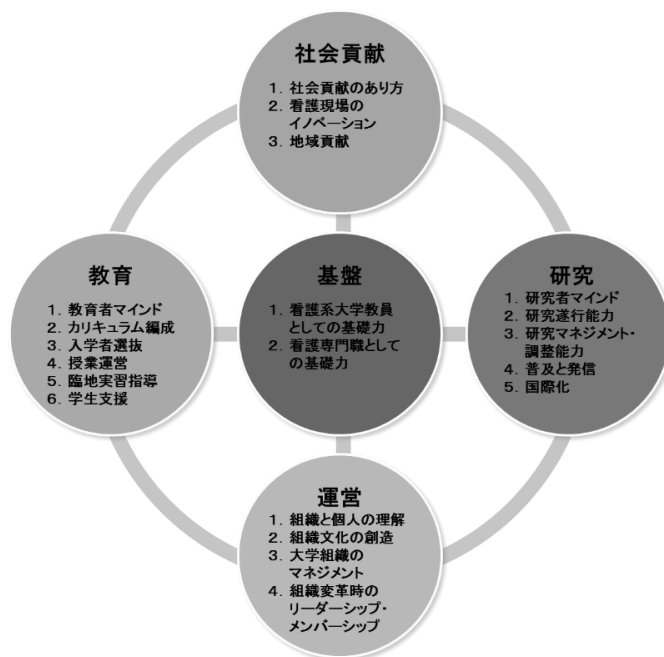 社会貢献
1. 社会貢献のあり方
2. 看護現場の
イノベーション
3. 地域貢献
教育
1. 教育者マインド
2. カリキュラム編成
3. 入学者選抜
4. 授業運営
5. 臨地実習指導
6. 学生支援
基盤
1. 看護系大学教員
としての基礎力
2. 看護専門職として
の基礎力
研究
1. 研究者マインド
2. 研究遂行能力
3. 研究マネジメント・
調整能力
4. 普及と発信
5. 国際化
運営
1. 組織と個人の理解
2. 組織文化の創造
3. 大学組織の
マネジメント
4. 組織変革時の
リーダーシップ・
メンバーシップ